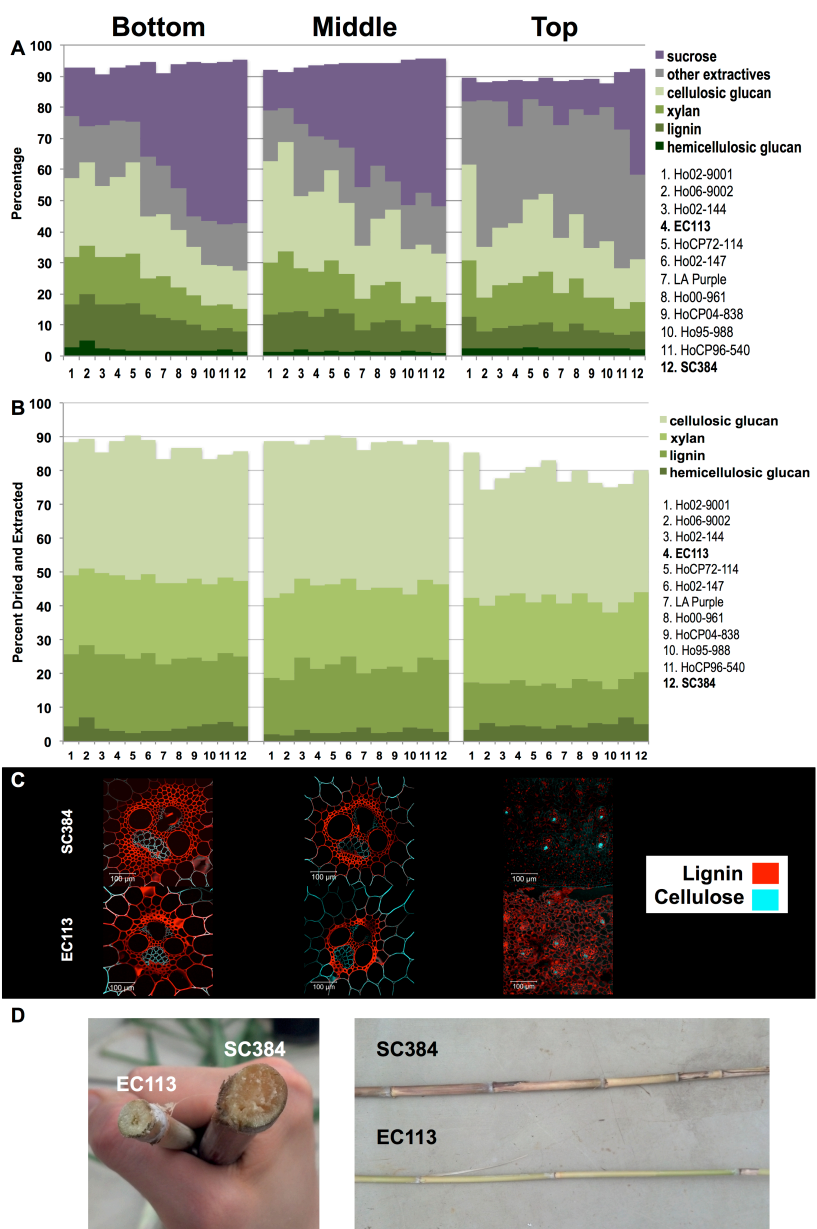 Bottom Middle Top
A
100
90
80
70
60
50
40
30
20
10
0
Percentage
1 2 3 4 5 6 7 8 9 10 11 12
1 2 3 4 5 6 7 8 9 10 11 12
1 2 3 4 5 6 7 8 9 10 11 12
sucrose
other extractives
cellulosic glucan
xylan
lignin
hemicellulosic glucan
1. Ho02-9001
2. Ho06-9002
3. Ho02-144
4. EC113
5. HoCP72-114
6. Ho02-147
7. LA Purple
8. Ho00-961
9. HoCP04-838
10. Ho95-988
11. HoCP96-540
12. SC384
B
100
90
80
70
60
50
40
30
20
10
0
Percent Dried and Extracted
1 2 3 4 5 6 7 8 9 10 11 12
1 2 3 4 5 6 7 8 9 10 11 12
1 2 3 4 5 6 7 8 9 10 11 12
cellulosic glucan
xylan
lignin
hemicellulosic glucan
1. Ho02-9001
2. Ho06-9002
3. Ho02-144
4. EC113
5. HoCP72-114
6. Ho02-147
7. LA Purple
8. Ho00-961
9. HoCP04-838
10. Ho95-988
11. HoCP96-540
12. SC384
C
SC384
100 µm
100 µm
100 µm
EC113
100 µm
100 µm
100 µm
Lignin
Cellulose
D
SC384
EC113
SC384
EC113